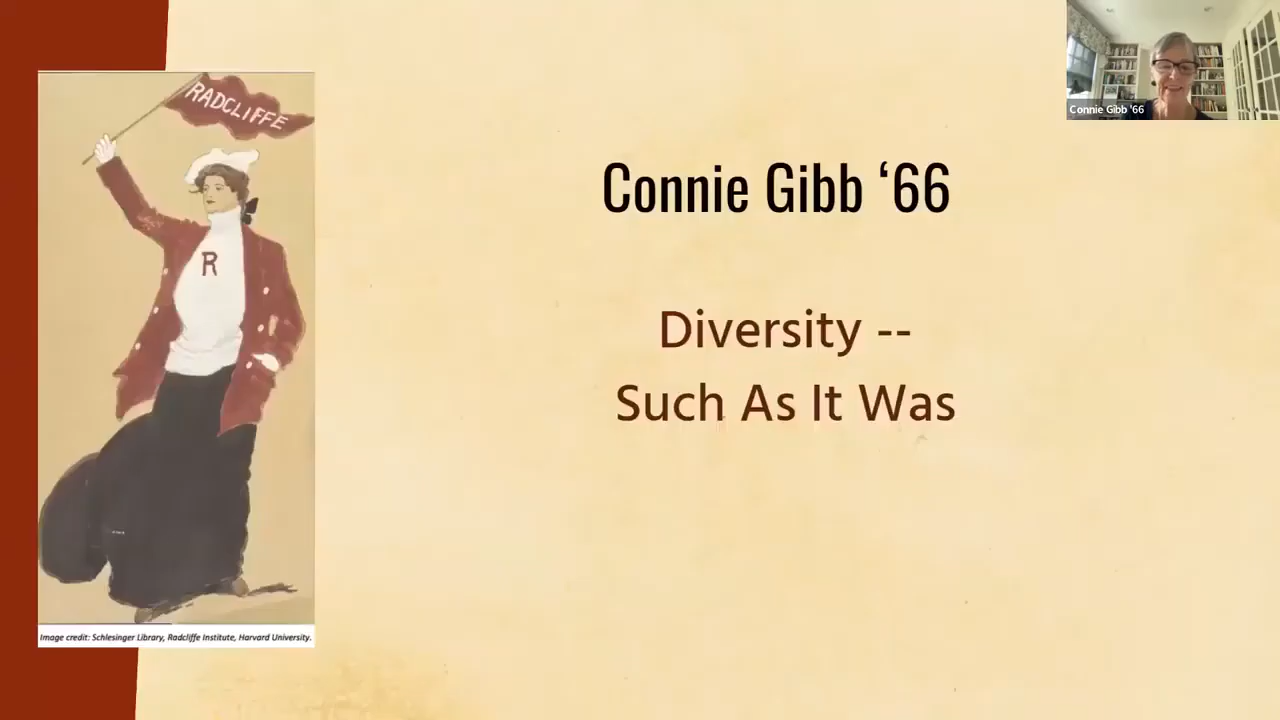 RADCLIFFE
R
Image credit: Schlesinger Library, Radcliffe Institute, Harvard University.
Connie Gibb ‘66
Diversity --
Such As It Was
Connie Gibb '66